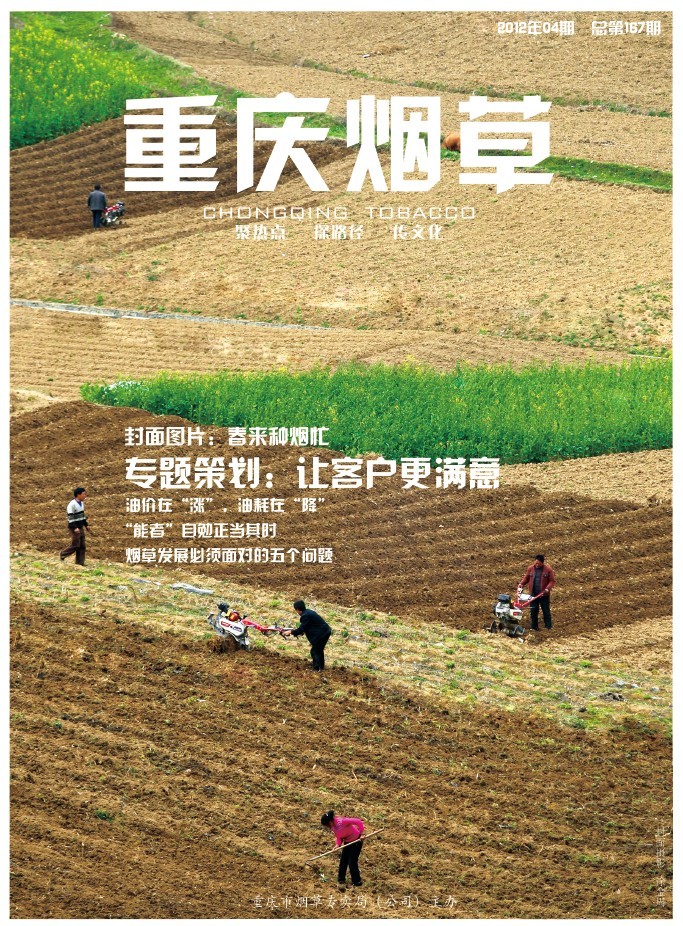 2012年04期 总第167期
重庆烟草
CHONGQING TOBACCO
聚热点 探路径 传文化
封面图片：春来种烟忙
专题策划：让客户更满意
油价在“涨”，油耗在“降”
“能者”自勉正当其时
烟草发展必须面对的五个问题
重庆市烟草专卖局（公司）主办